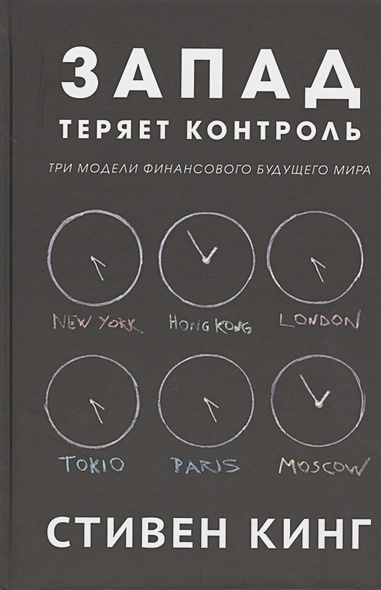 ЗАПАД
ТЕРЯЕТ КОНТРОЛЬ
ТРИ МОДЕЛИ ФИНАНСОВОГО БУДУЩЕГО МИРА
NEW YORK HONG KONG LONDON
TOKIO PARIS MOSCOW
СТИВЕН КИНГ